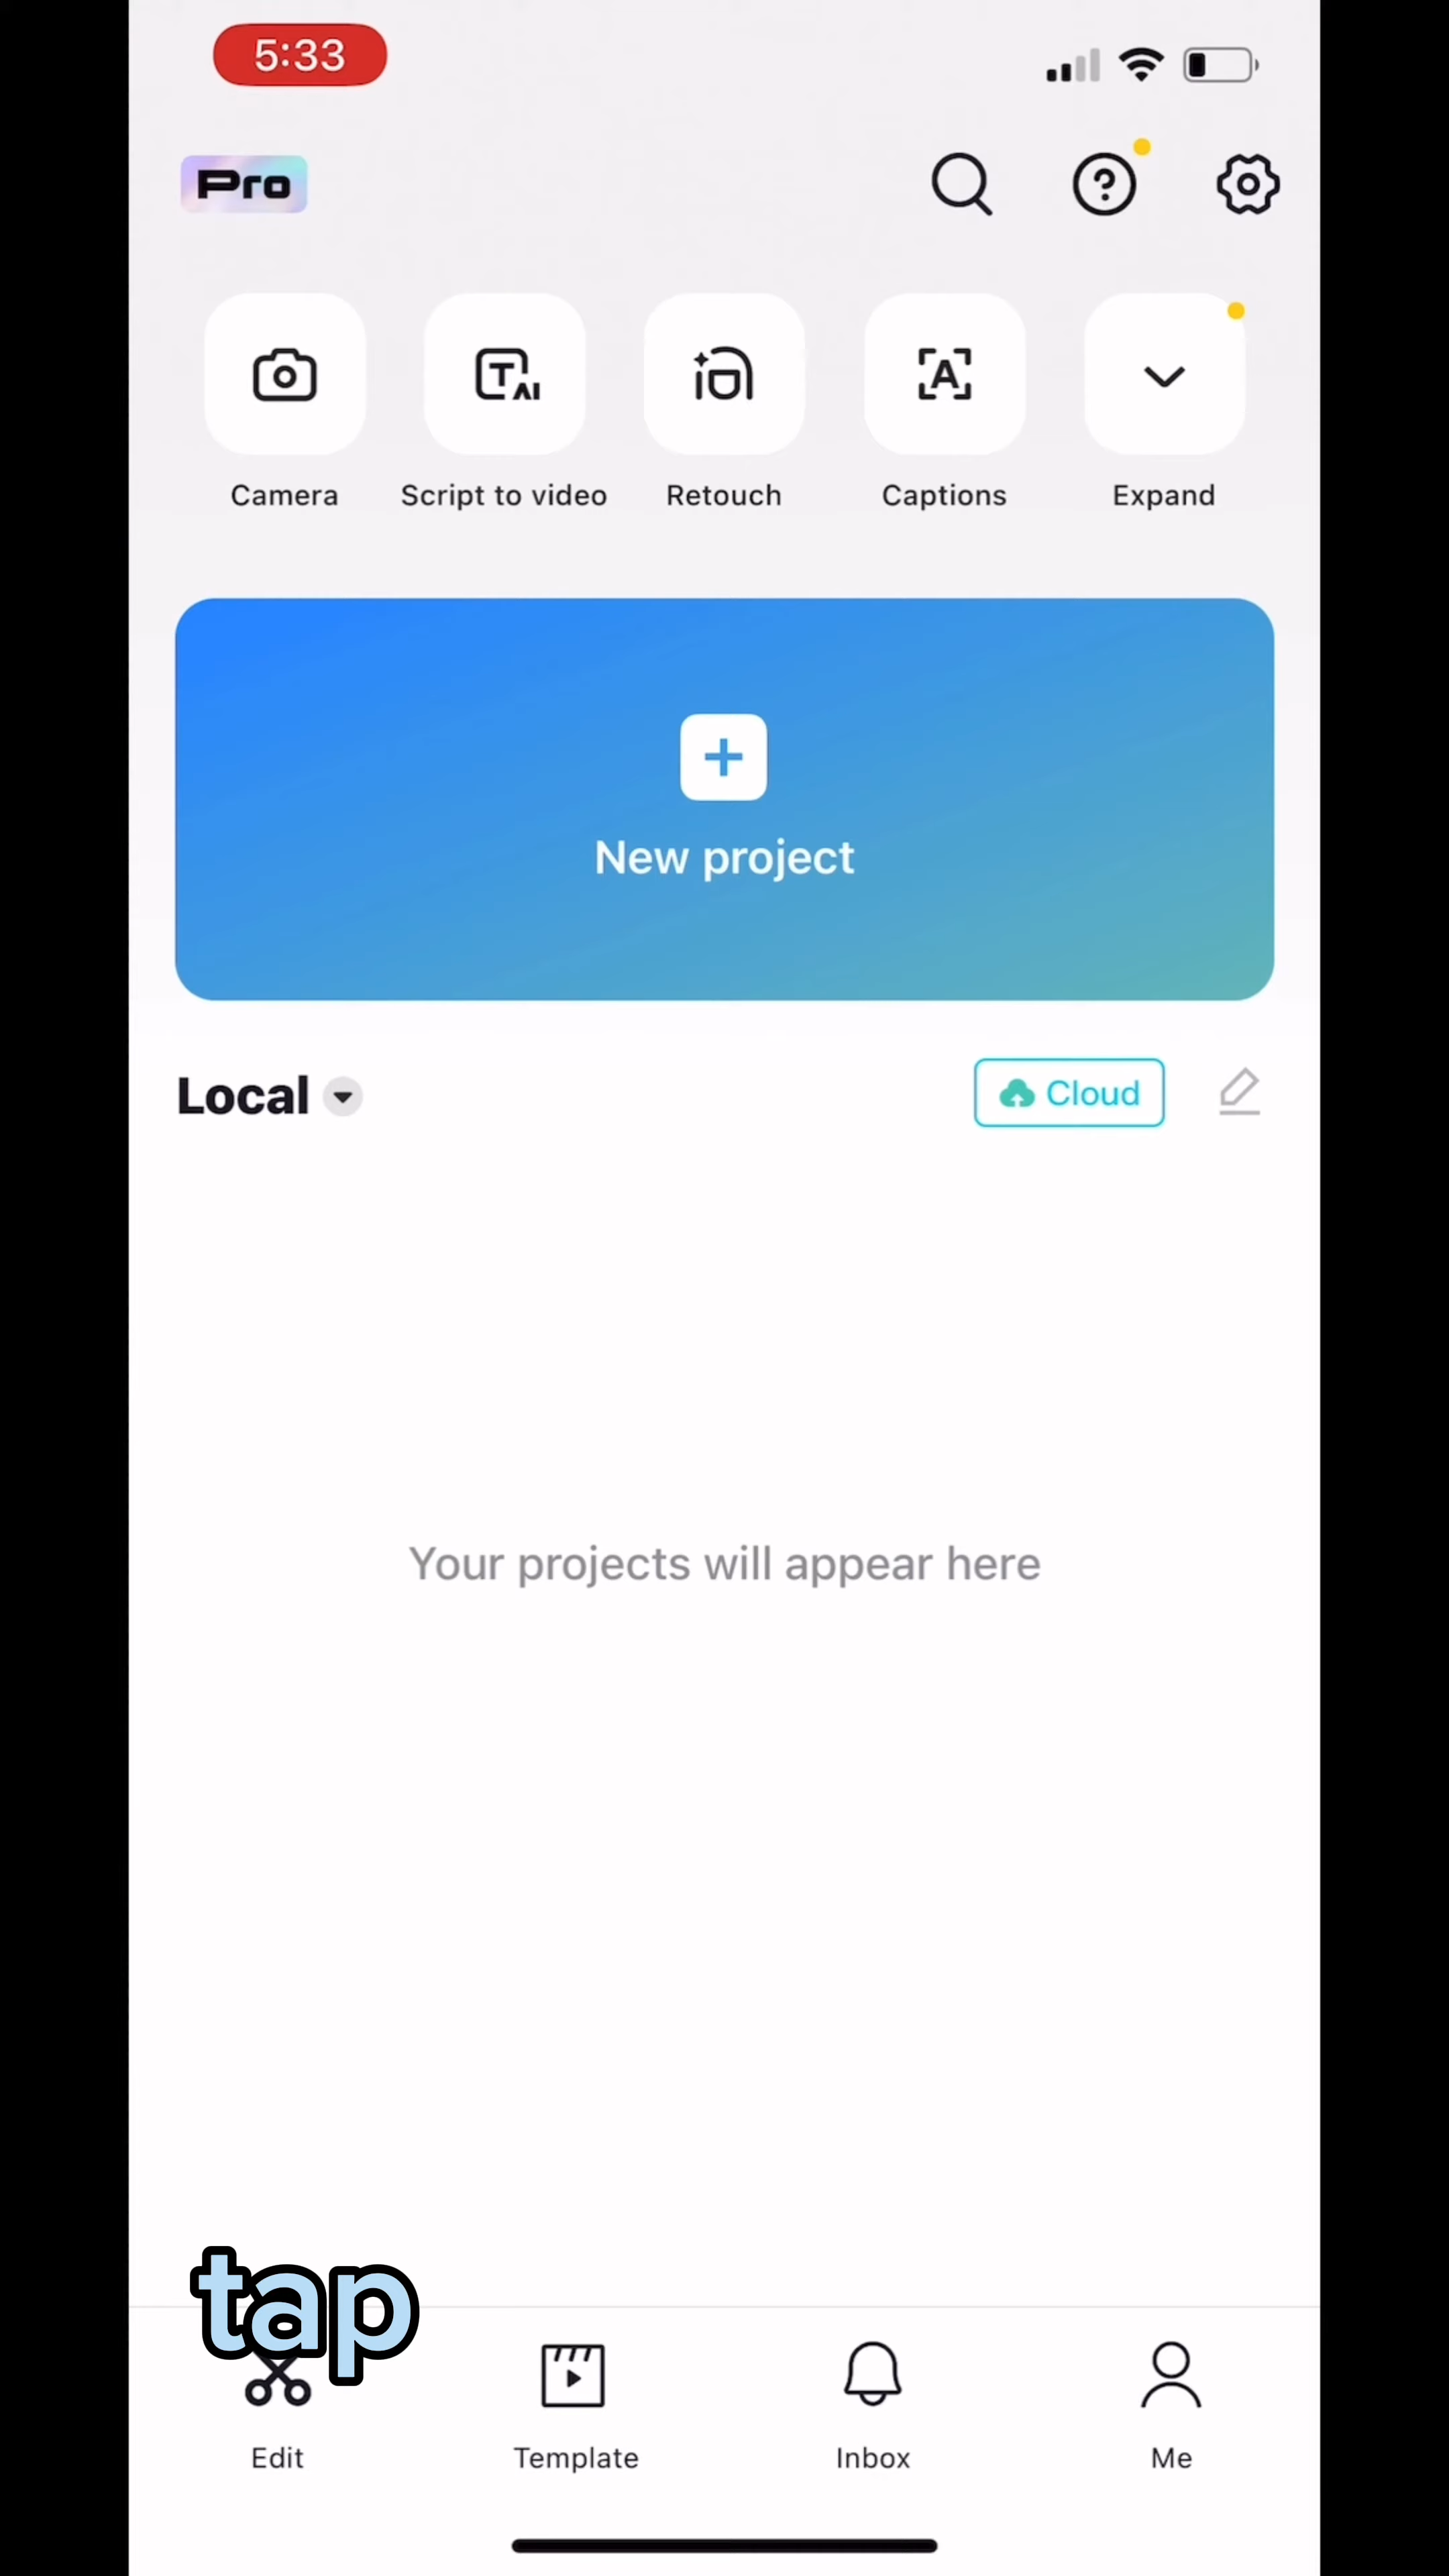 5:33
Pro
Camera
Script to video
Retouch
Captions
Expand
New project
Local
Cloud
Your projects will appear here
tap
Edit
Template
Inbox
Me